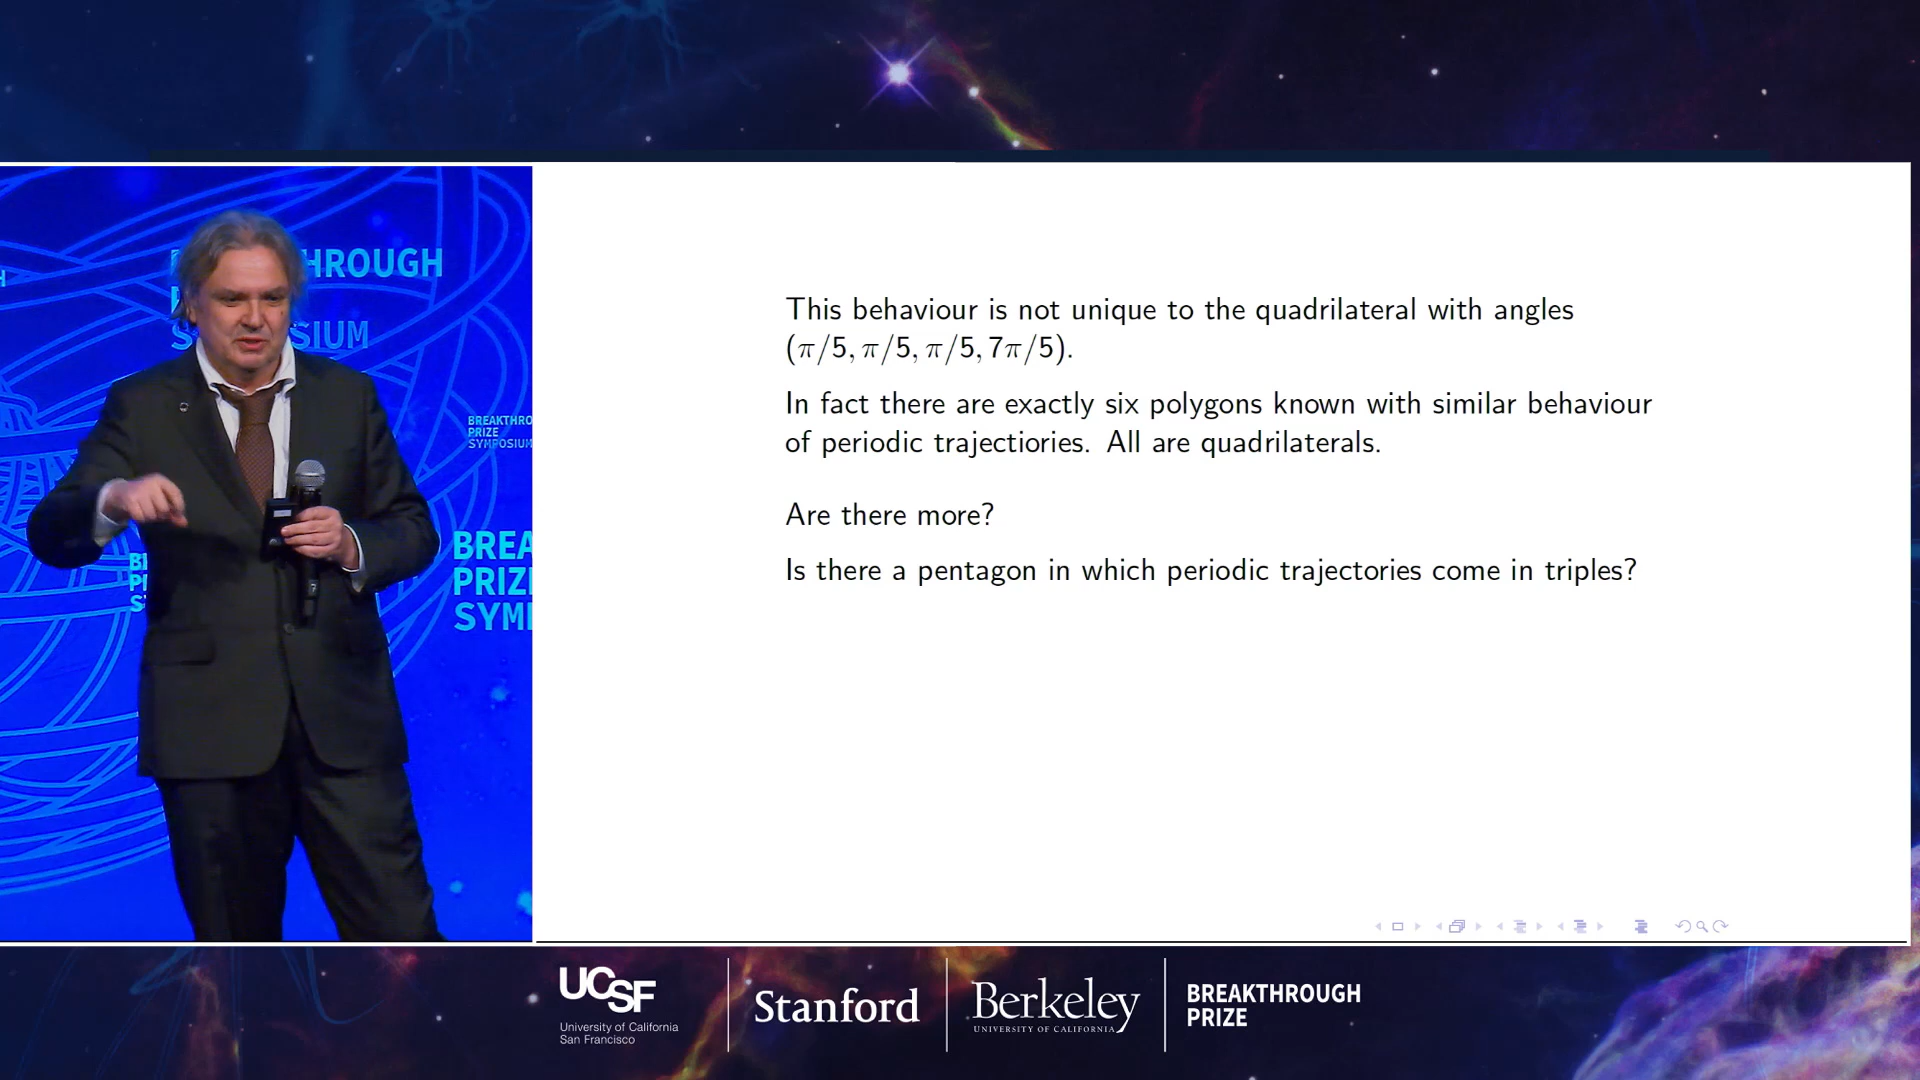 BREAKTHROUGH
SIUM
BREAKTHRO
PRIZE
SYMPOSIUM
BREA
PRIZ
SYM
This behaviour is not unique to the quadrilateral with angles
(π/5, π/5, π/5, 7π/5).
In fact there are exactly six polygons known with similar behaviour
of periodic trajectiories. All are quadrilaterals.
Are there more?
Is there a pentagon in which periodic trajectories come in triples?
UCSF
University of California
San Francisco
Stanford
Berkeley
UNIVERSITY OF CALIFORNIA
BREAKTHROUGH
PRIZE